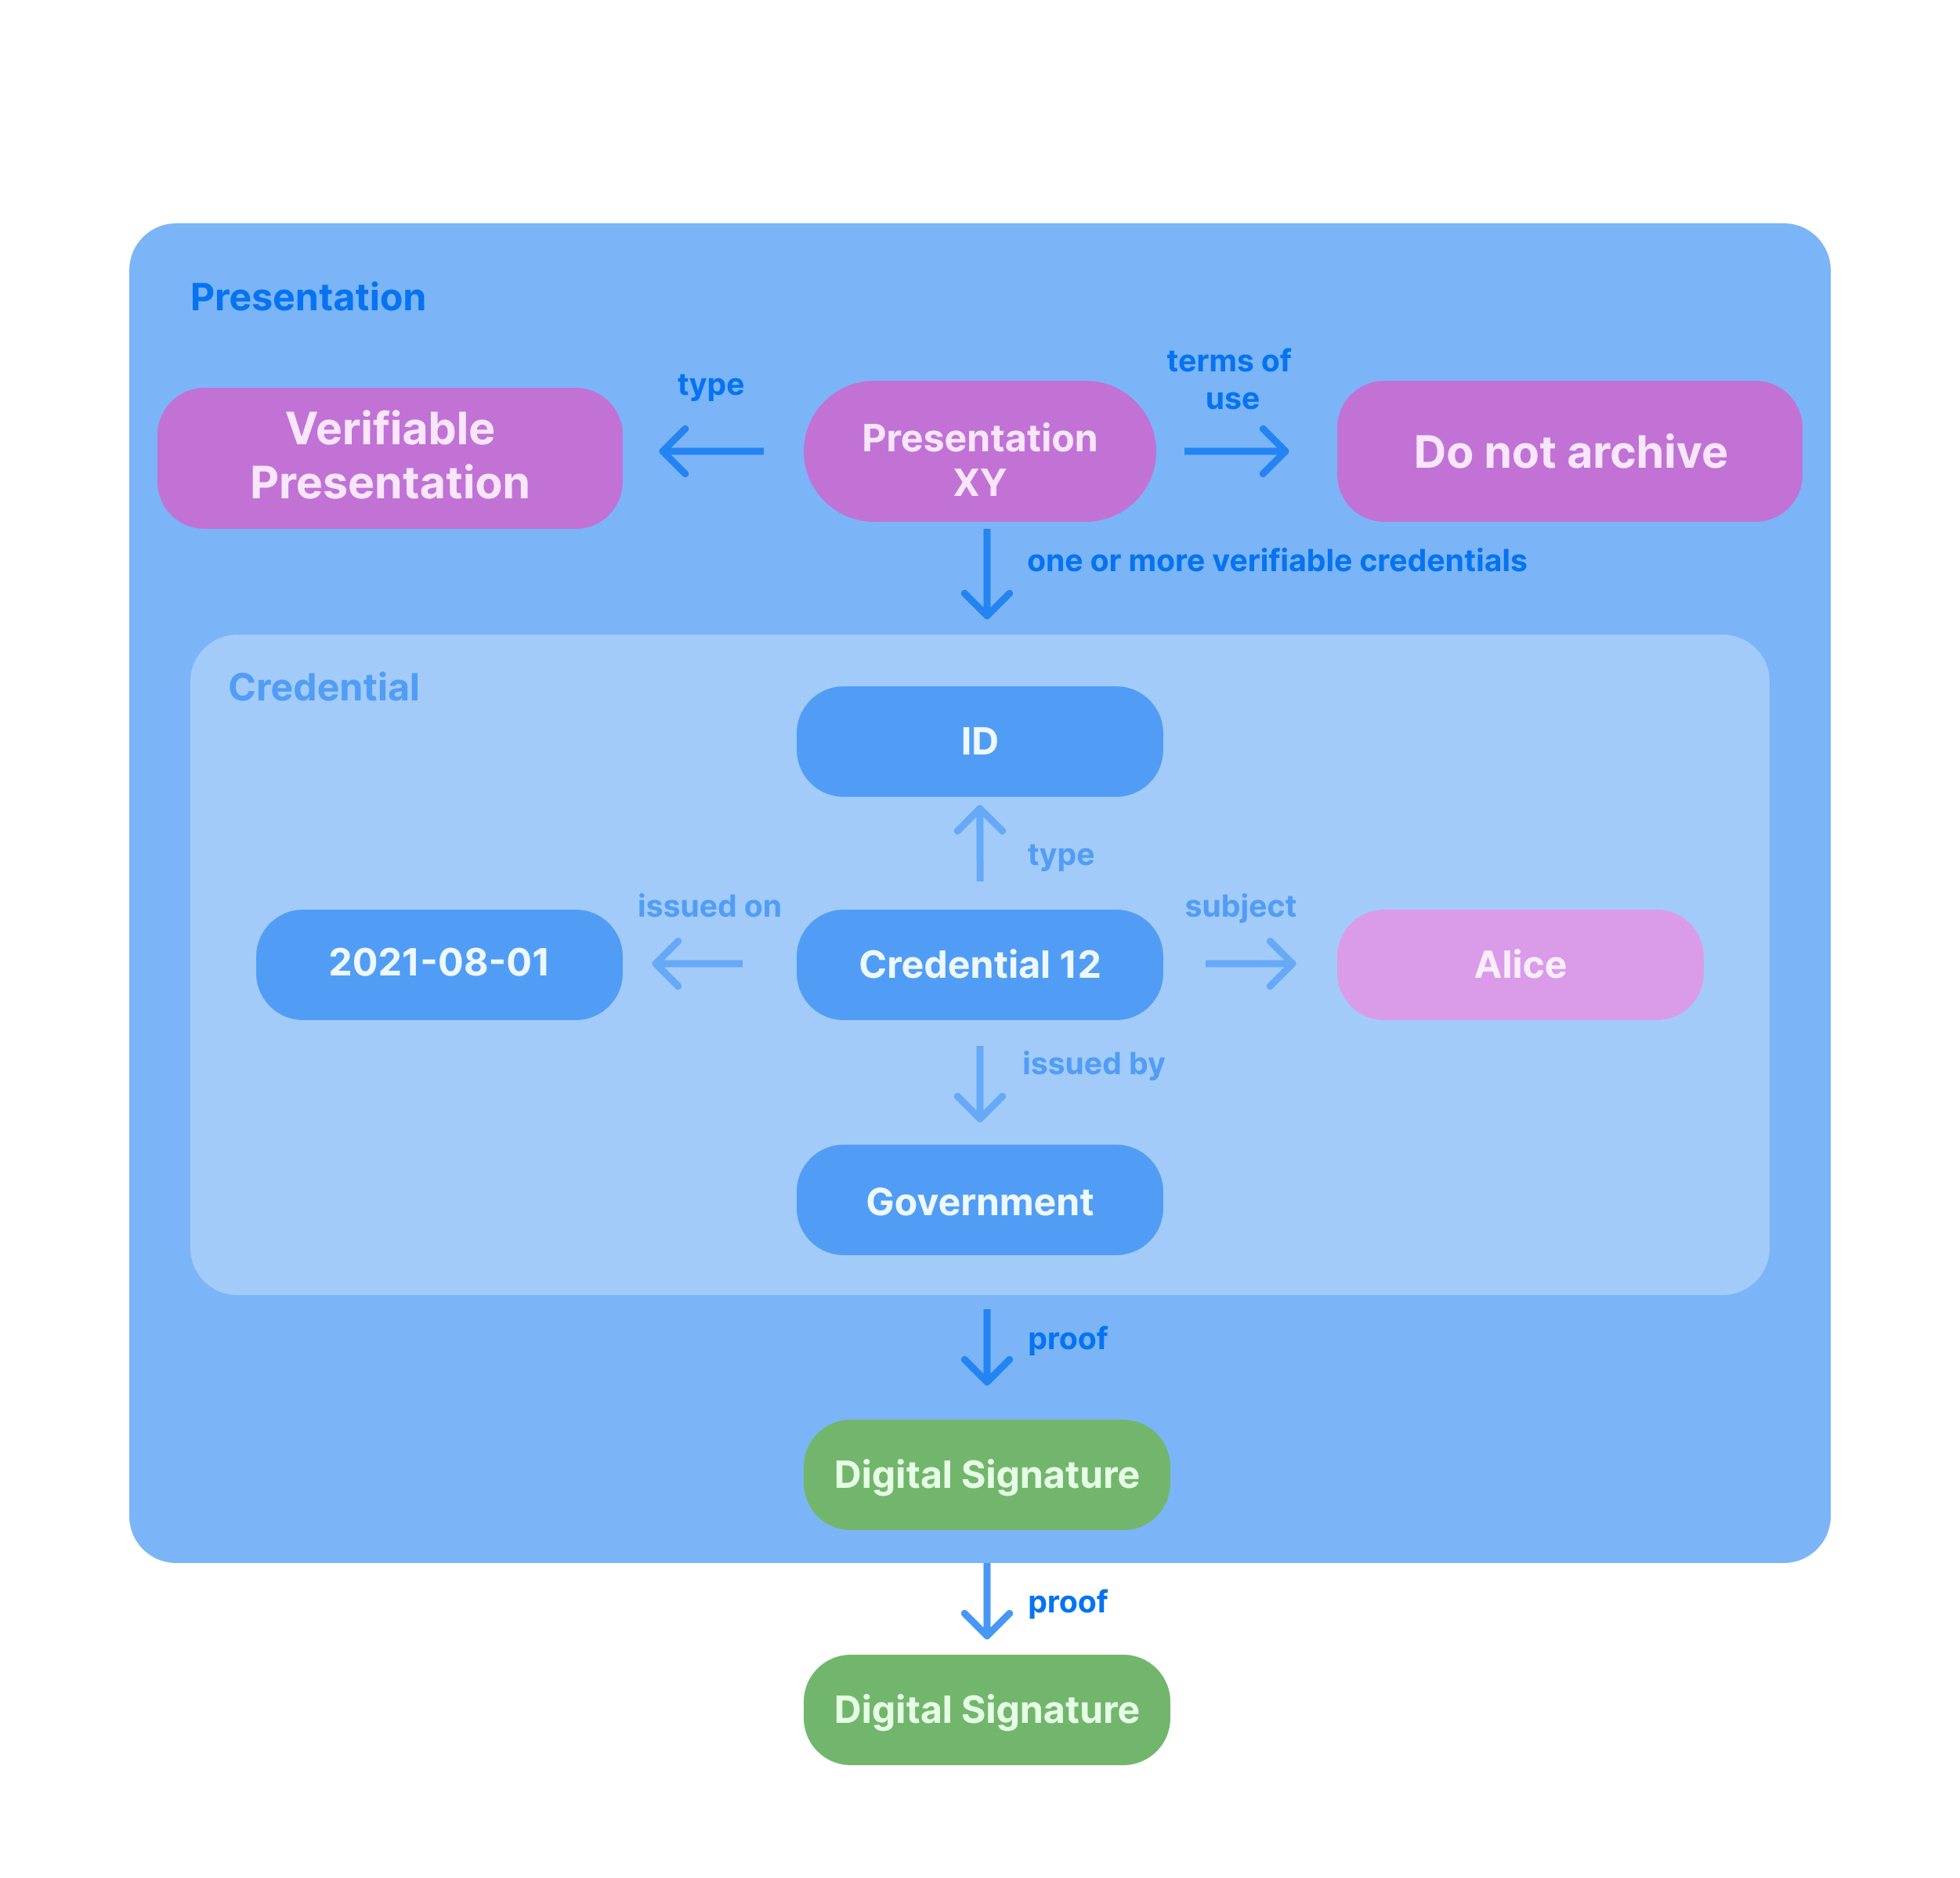 Presentation
type
terms of
use
Verifiable
Presentation
Presentation
XY
Do not archive
one or more verifiable credentials
Credential
ID
type
issued on
subject
2021-08-01
Credential 12
Alice
issued by
Government
proof
Digital Signature
proof
Digital Signature